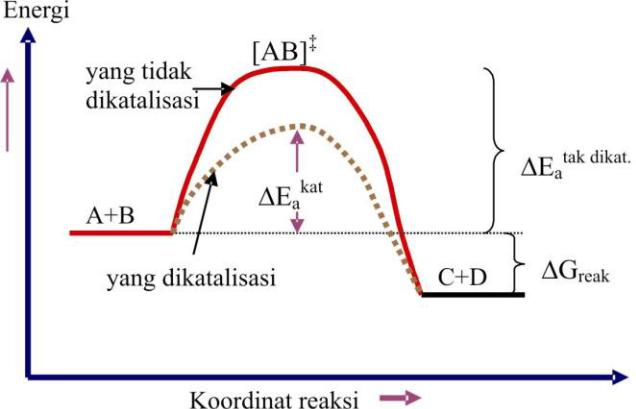 Energi
[AB]‡
yang tidak
dikatalisasi
ΔEa tak dikat.
ΔEa kat
A+B
yang dikatalisasi
C+D
ΔGreak
Koordinat reaksi